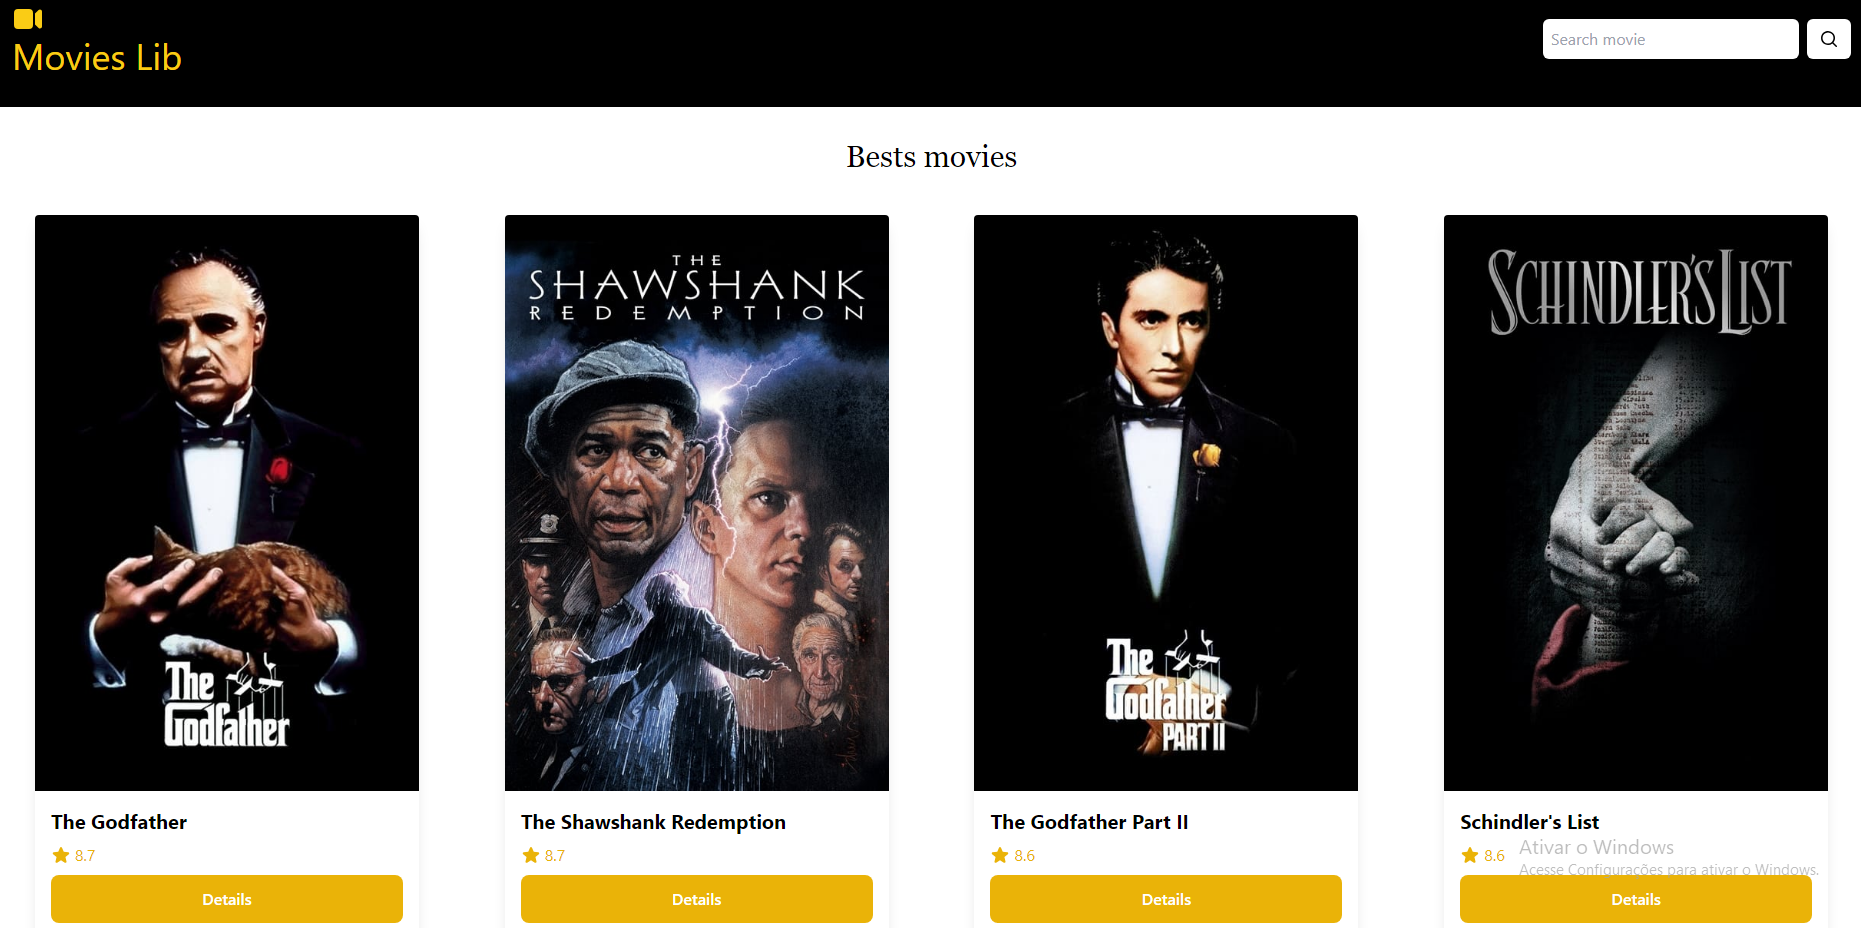 Movies Lib
Search movie
Bests movies
The
Godfather
THE
SHAWSHANK
REDEMPTION
The
Godfather
PART II
SCHINDLER'S LIST
The Godfather
8.7
Details
The Shawshank Redemption
8.7
Details
The Godfather Part II
8.6
Details
Schindler's List
8.6
Ativar o Windows
Acesse Configurações para ativar o Windows.
Details